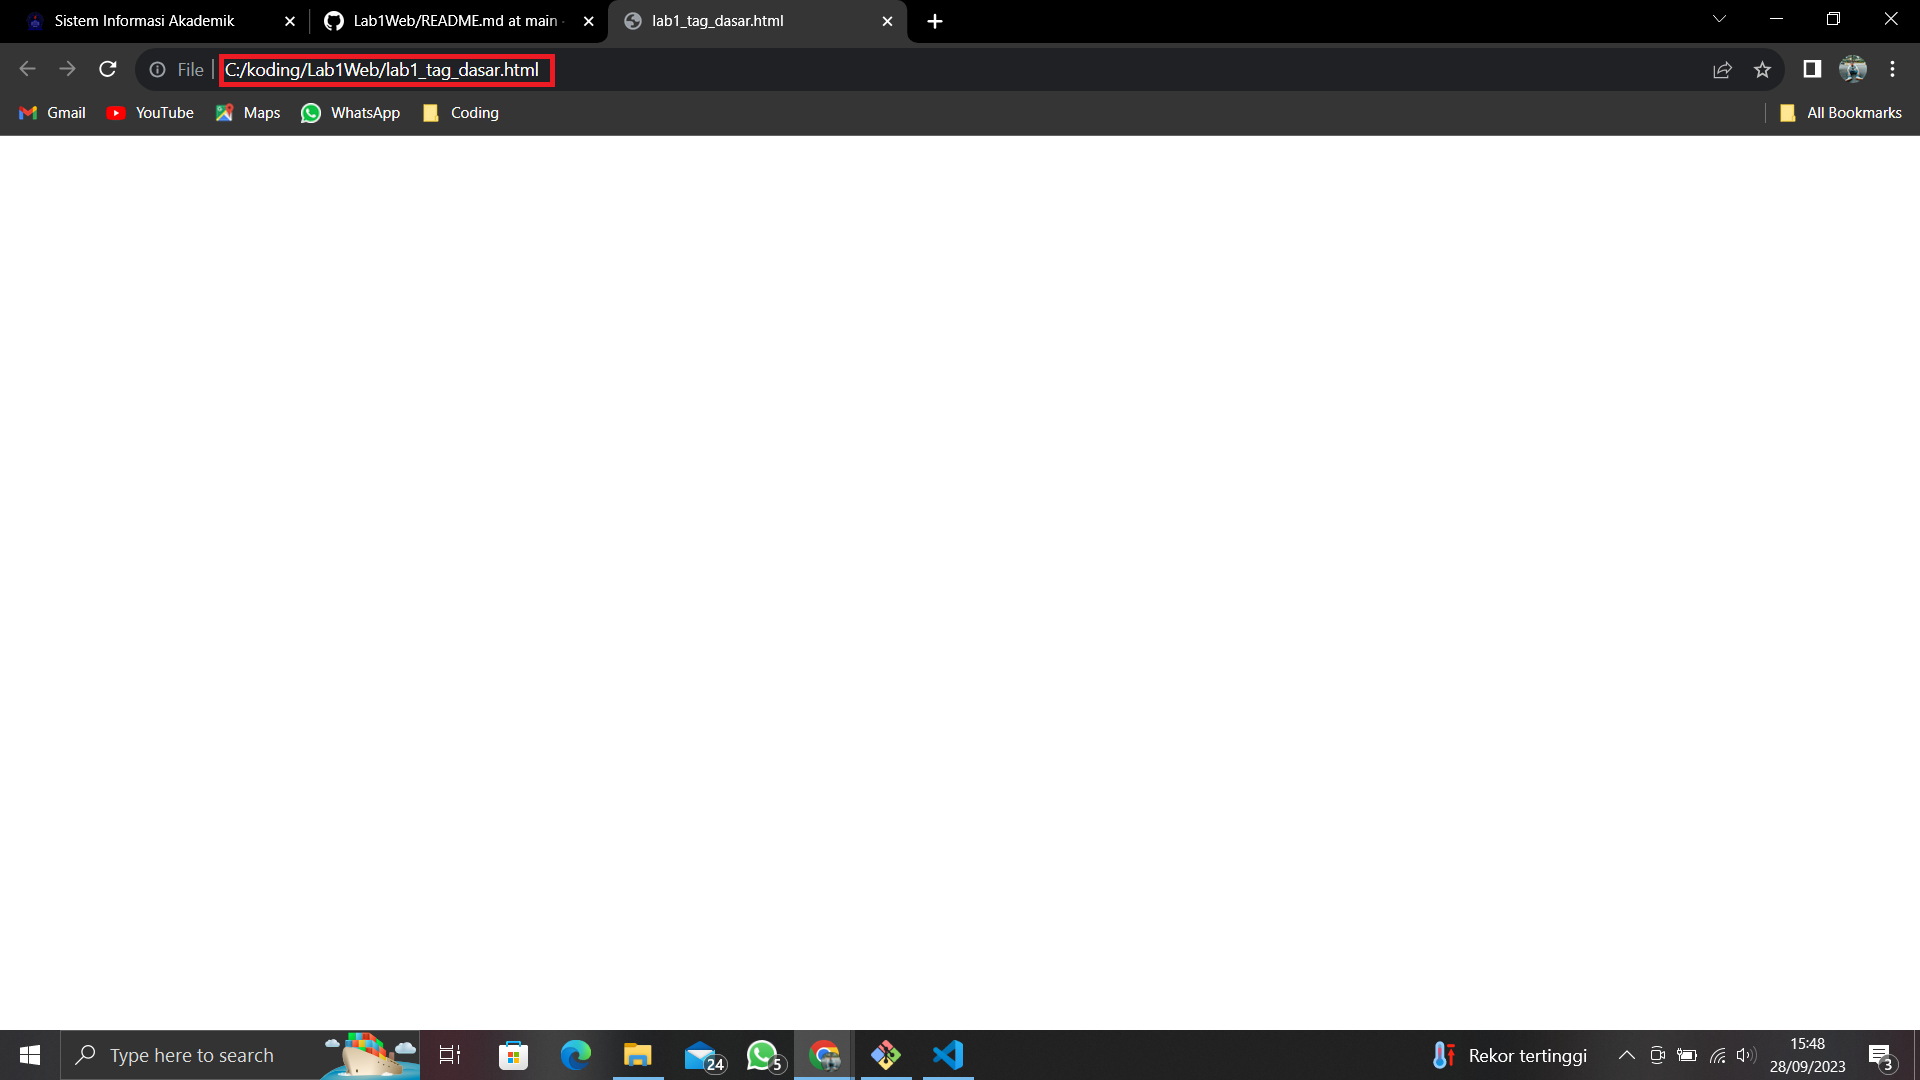 Sistem Informasi Akademik
Lab1Web/README.md at main
lab1_tag_dasar.html
File
C:/koding/Lab1Web/lab1_tag_dasar.html
Gmail
YouTube
Maps
WhatsApp
Coding
All Bookmarks
Type here to search
24
5
Rekor tertinggi
15:48
28/09/2023
3